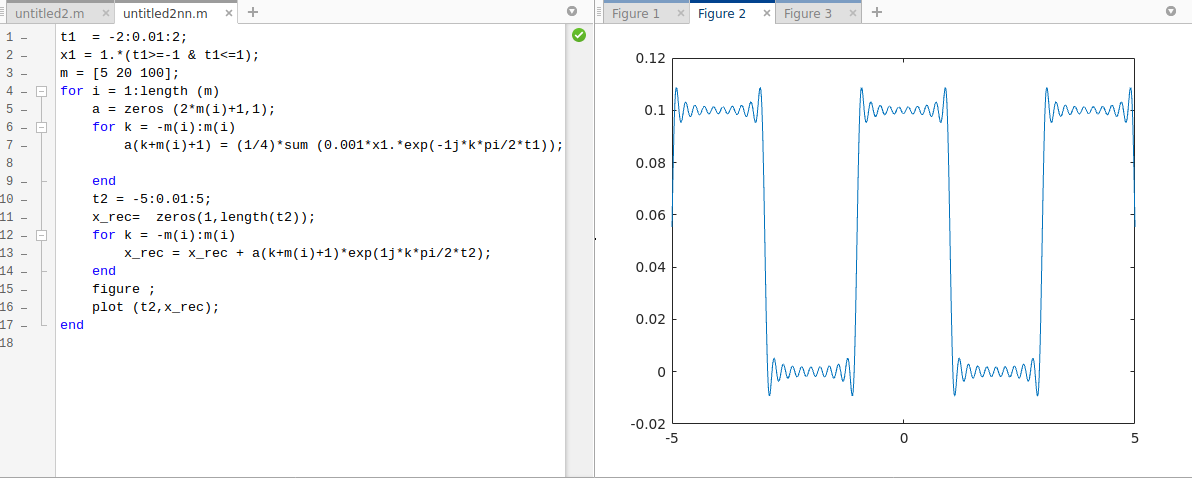 untitled2.m × untitled2nn.m × +
1 – t1  = -2:0.01:2;
2 – x1 = 1.*(t1>=-1 & t1<=1);
3 – m = [5 20 100];
4 – for i = 1:length (m)
5 –     a = zeros (2*m(i)+1,1);
6 –     for k = -m(i):m(i)
7 –         a(k+m(i)+1) = (1/4)*sum (0.001*x1.*exp(-1j*k*pi/2*t1));
8
9 –     end
10 –     t2 = -5:0.01:5;
11 –     x_rec=  zeros(1,length(t2));
12 –     for k = -m(i):m(i)
13 –         x_rec = x_rec + a(k+m(i)+1)*exp(1j*k*pi/2*t2);
14 –     end
15 –     figure ;
16 –     plot (t2,x_rec);
17 – end
18
Figure 1 × Figure 2 × Figure 3 × +
0.12
0.1
0.08
0.06
0.04
0.02
0
-0.02
-5 0 5